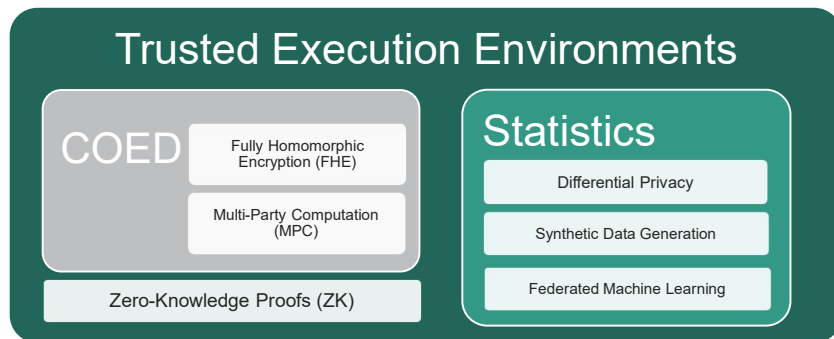 Trusted Execution Environments
COED
Fully Homomorphic
Encryption (FHE)
Multi-Party Computation
(MPC)
Zero-Knowledge Proofs (ZK)
Statistics
Differential Privacy
Synthetic Data Generation
Federated Machine Learning